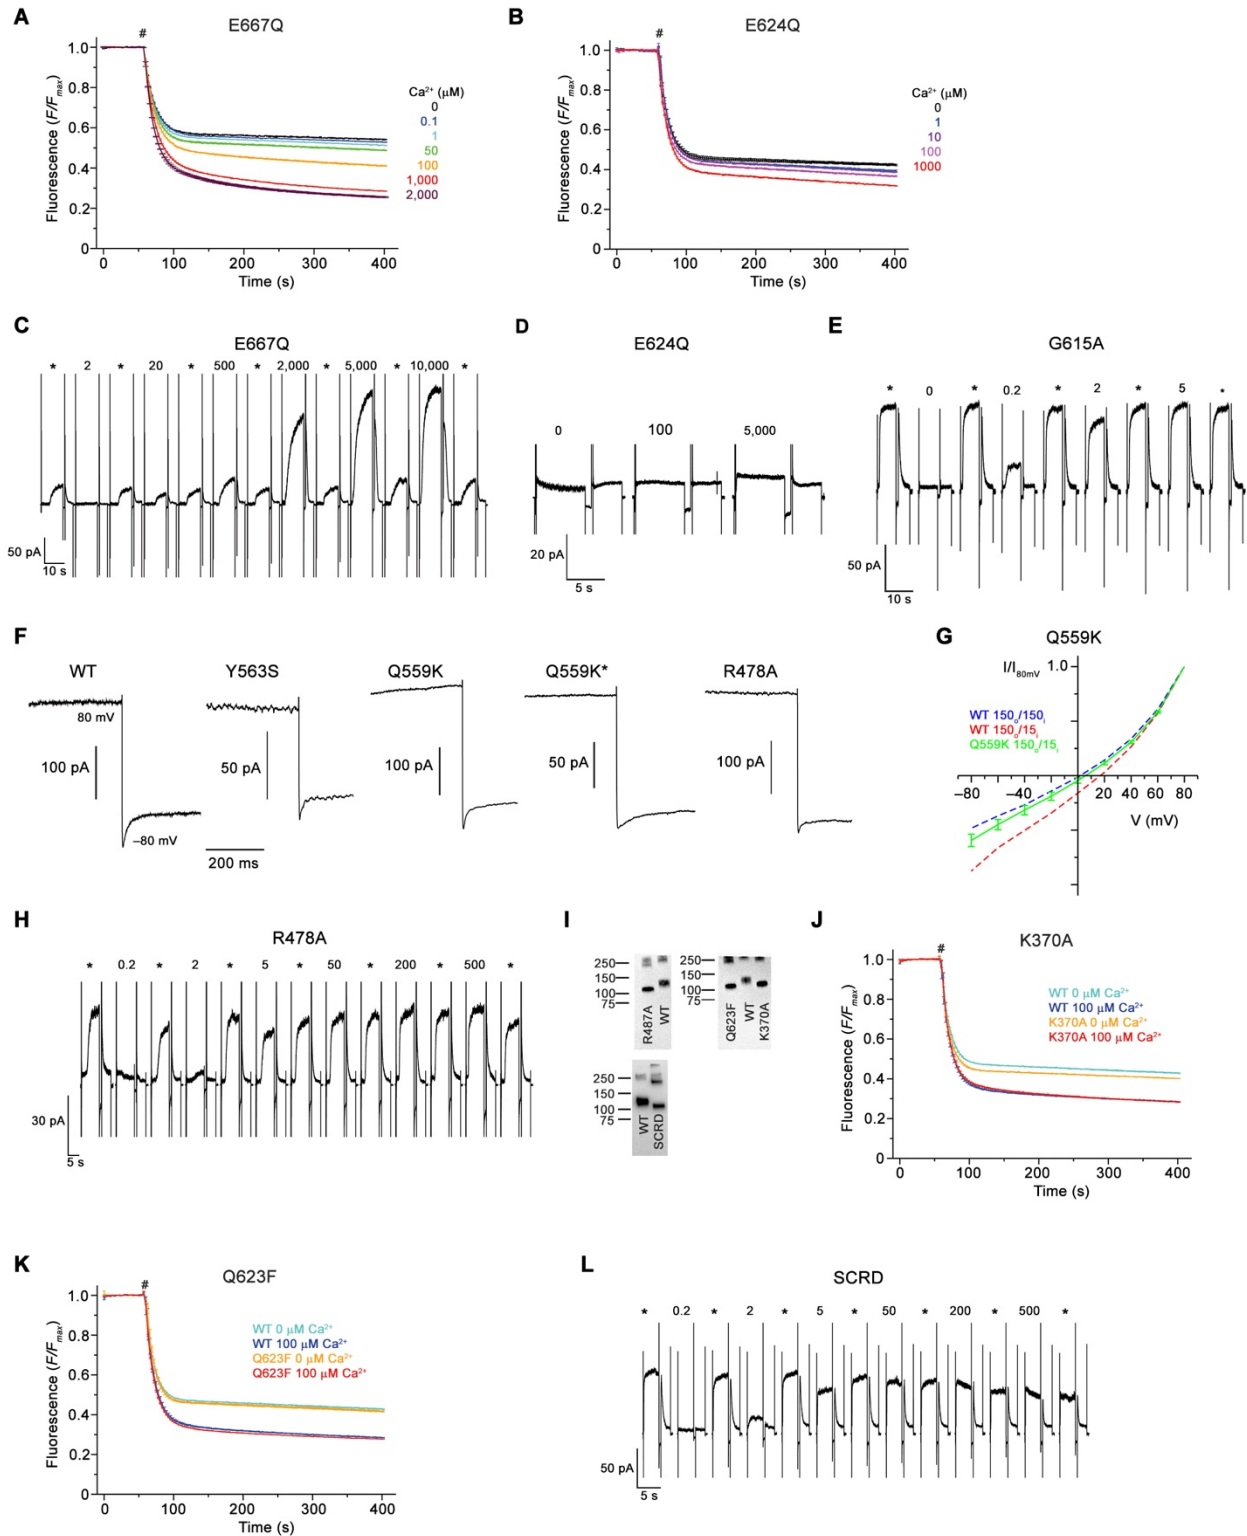 A
E667Q
#
Fluorescence (F/Fmax)
1.0
0.8
0.6
0.4
0.2
0
0 100 200 300 400
Time (s)
Ca²⁺ (μM)
0
0.1
1
50
100
1,000
2,000
B
E624Q
#
Fluorescence (F/Fmax)
1.0
0.8
0.6
0.4
0.2
0
0 100 200 300 400
Time (s)
Ca²⁺ (μM)
0
1
10
100
1000
C
E667Q
* 2 * 20 * 500 * 2,000 * 5,000 * 10,000 *
50 pA
10 s
D
E624Q
0 100 5,000
20 pA
5 s
E
G615A
* 0 * 0.2 * 2 * 5 *
50 pA
10 s
F
WT
80 mV
100 pA
–80 mV
Y563S
50 pA
200 ms
Q559K
100 pA
Q559K*
50 pA
R478A
100 pA
G
Q559K
I/I80mV
1.0
WT 150o/150i
WT 150o/15i
Q559K 150o/15i
–80 –40 0 20 40 60 80
V (mV)
H
R478A
* 0.2 * 2 * 5 * 50 * 200 * 500 *
30 pA
5 s
I
250
150
100
75
R487A
WT
250
150
100
75
Q623F
WT
K370A
250
150
100
75
WT
SCRD
J
K370A
#
Fluorescence (F/Fmax)
1.0
0.8
0.6
0.4
0.2
0
WT 0 μM Ca²⁺
WT 100 μM Ca²⁺
K370A 0 μM Ca²⁺
K370A 100 μM Ca²⁺
0 100 200 300 400
Time (s)
K
Q623F
#
Fluorescence (F/Fmax)
1.0
0.8
0.6
0.4
0.2
0
WT 0 μM Ca²⁺
WT 100 μM Ca²⁺
Q623F 0 μM Ca²⁺
Q623F 100 μM Ca²⁺
0 100 200 300 400
Time (s)
L
SCRD
* 0.2 * 2 * 5 * 50 * 200 * 500 *
50 pA
5 s